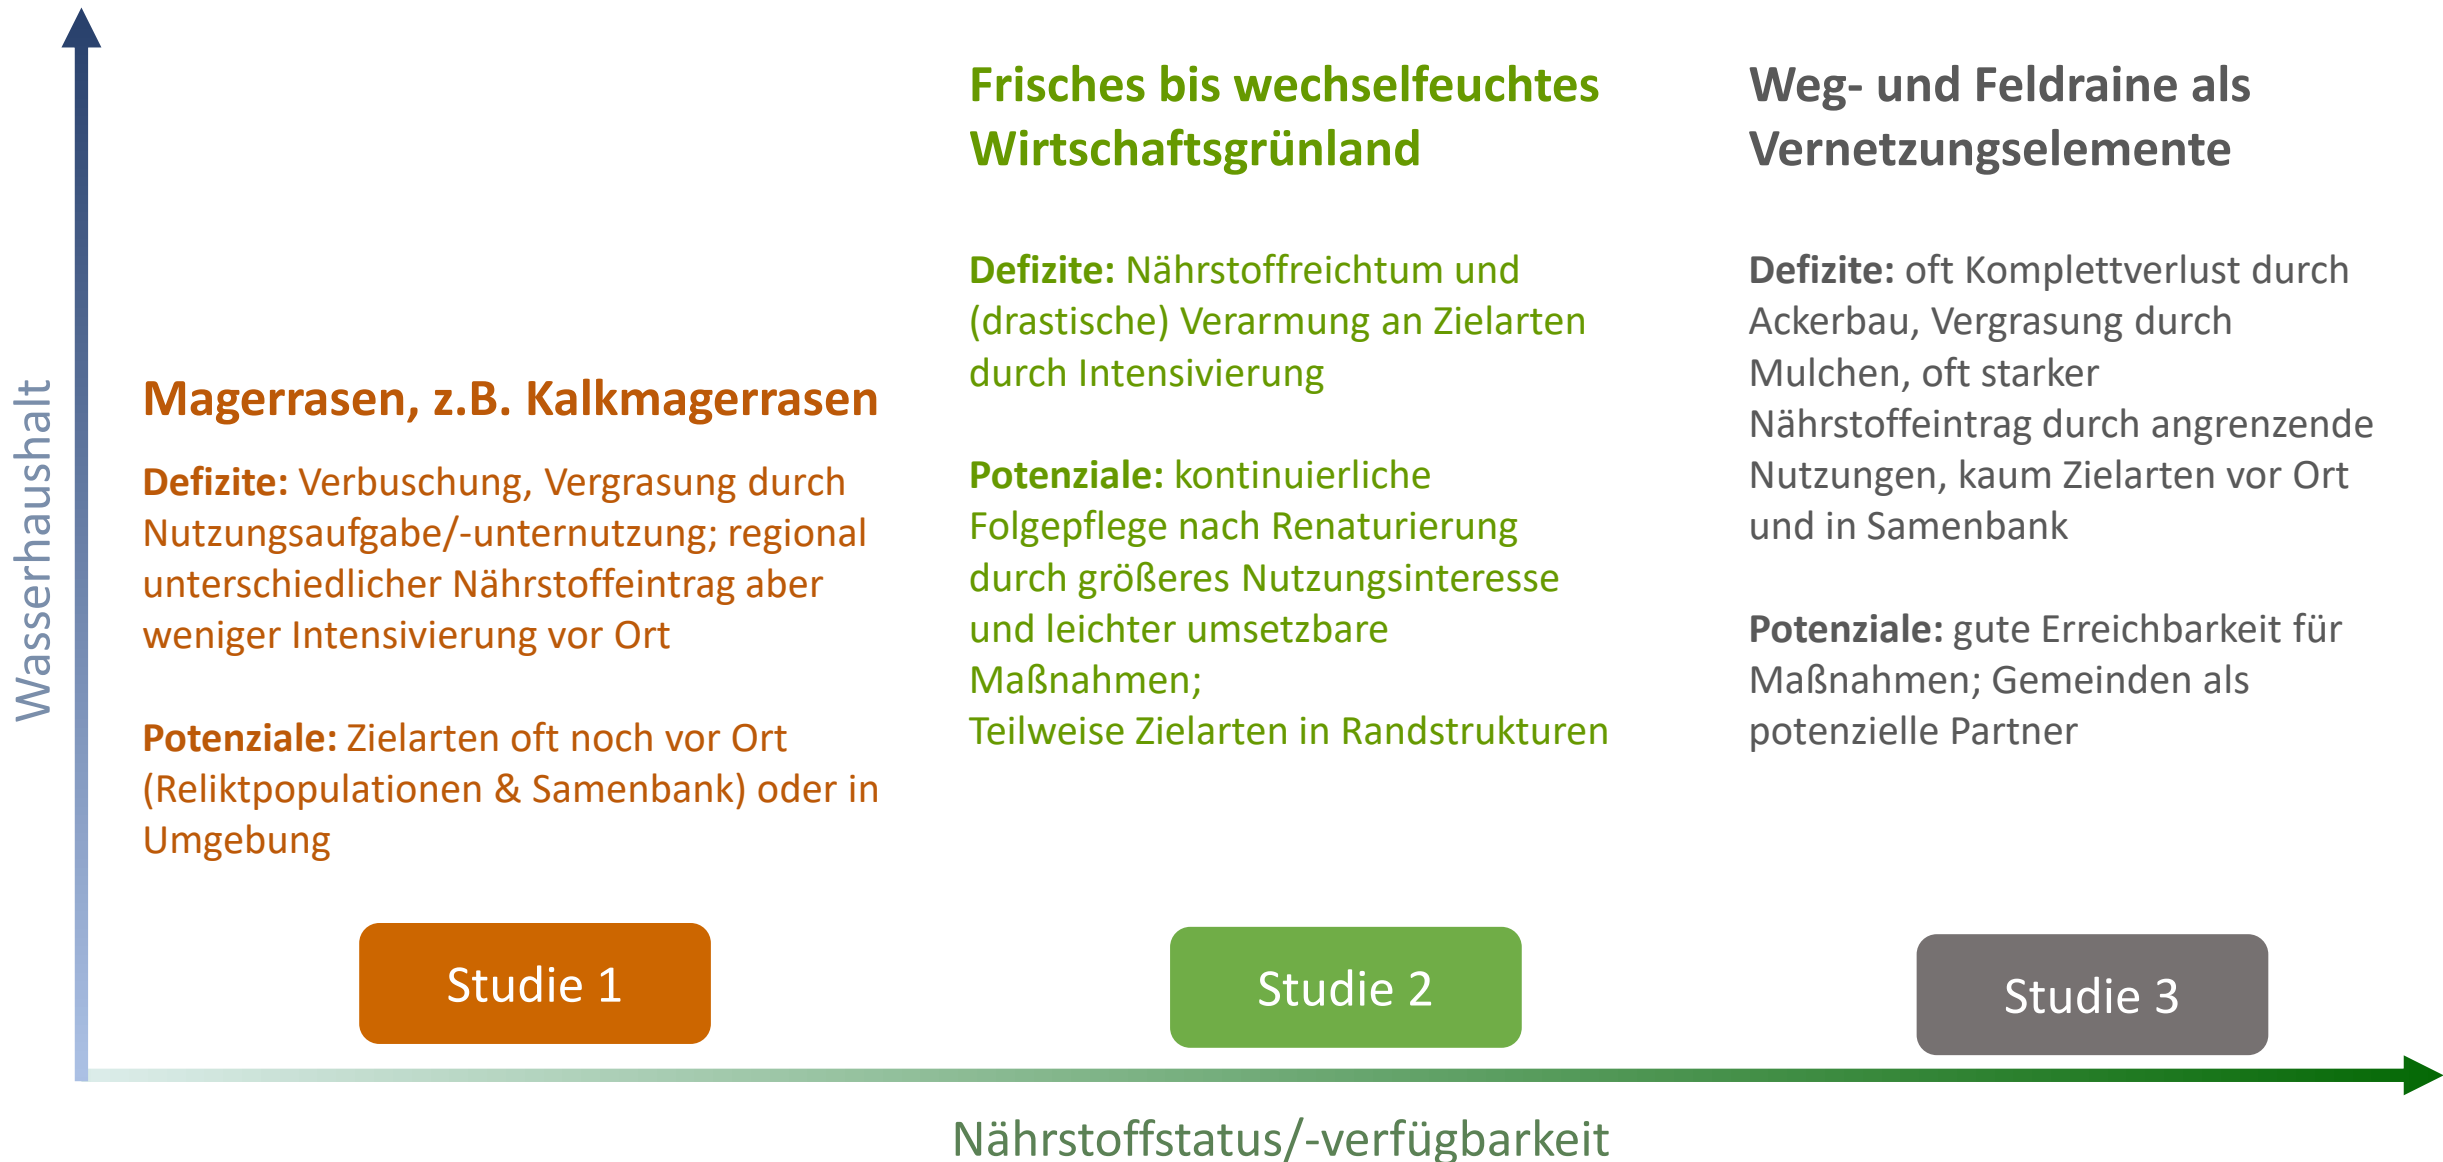 Wasserhaushalt
Magerrasen, z.B. Kalkmagerrasen
Defizite: Verbuschung, Vergrasung durch
Nutzungsaufgabe/-unternutzung; regional
unterschiedlicher Nährstoffeintrag aber
weniger Intensivierung vor Ort
Potenziale: Zielarten oft noch vor Ort
(Reliktpopulationen & Samenbank) oder in
Umgebung
Studie 1
Frisches bis wechselfeuchtes
Wirtschaftsgrünland
Defizite: Nährstoffreichtum und
(drastische) Verarmung an Zielarten
durch Intensivierung
Potenziale: kontinuierliche
Folgepflege nach Renaturierung
durch größeres Nutzungsinteresse
und leichter umsetzbare
Maßnahmen;
Teilweise Zielarten in Randstrukturen
Studie 2
Weg- und Feldraine als
Vernetzungselemente
Defizite: oft Komplettverlust durch
Ackerbau, Vergrasung durch
Mulchen, oft starker
Nährstoffeintrag durch angrenzende
Nutzungen, kaum Zielarten vor Ort
und in Samenbank
Potenziale: gute Erreichbarkeit für
Maßnahmen; Gemeinden als
potenzielle Partner
Studie 3
Nährstoffstatus/-verfügbarkeit